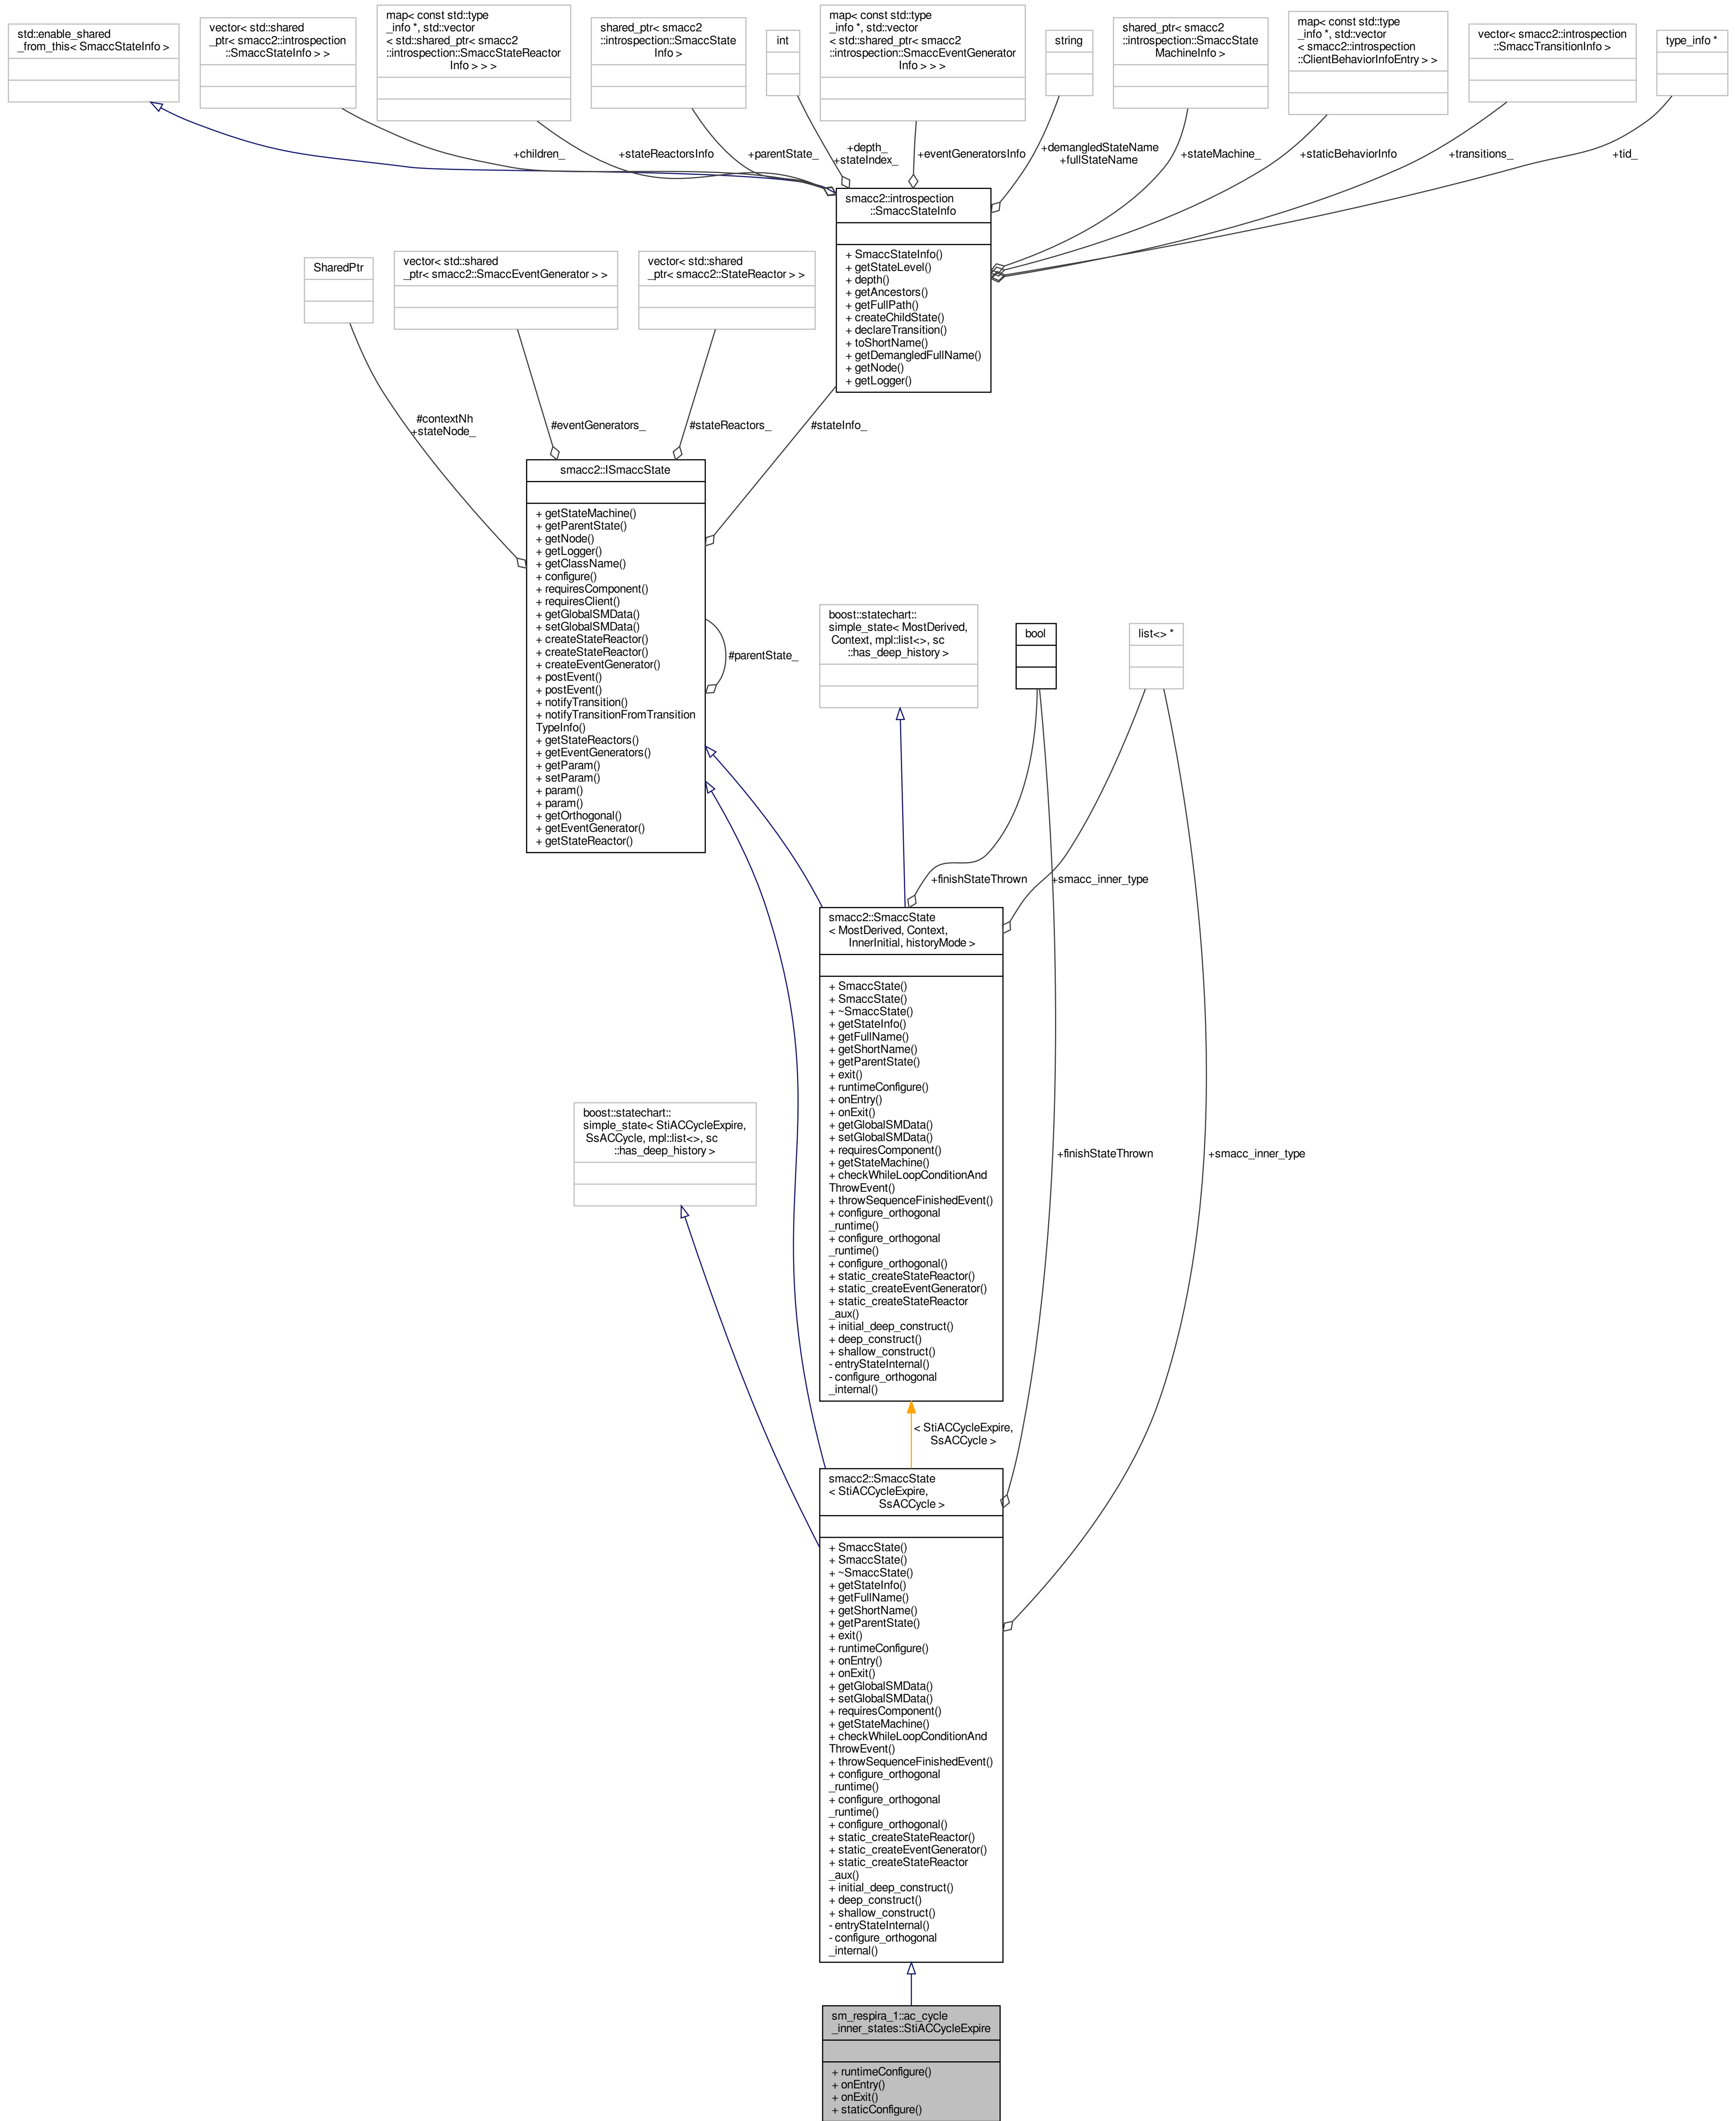 std::enable_shared
_from_this< SmaccStateInfo >
vector< std::shared
_ptr< smacc2::introspection
::SmaccStateInfo > >
map< const std::type
_info *, std::vector
< std::shared_ptr< smacc2
::introspection::SmaccStateReactor
Info > > >
shared_ptr< smacc2
::introspection::SmaccState
Info >
int
map< const std::type
_info *, std::vector
< std::shared_ptr< smacc2
::introspection::SmaccEventGenerator
Info > > >
string
shared_ptr< smacc2
::introspection::SmaccState
MachineInfo >
map< const std::type
_info *, std::vector
< smacc2::introspection
::ClientBehaviorInfoEntry > >
vector< smacc2::introspection
::SmaccTransitionInfo >
type_info *
+children_
+stateReactorsInfo
+parentState_
+depth_
+stateIndex_
+eventGeneratorsInfo
+demangledStateName
+fullStateName
+stateMachine_
+staticBehaviorInfo
+transitions_
+tid_
smacc2::introspection
::SmaccStateInfo
+ SmaccStateInfo()
+ getStateLevel()
+ depth()
+ getAncestors()
+ getFullPath()
+ createChildState()
+ declareTransition()
+ toShortName()
+ getDemangledFullName()
+ getNode()
+ getLogger()
SharedPtr
vector< std::shared
_ptr< smacc2::SmaccEventGenerator > >
vector< std::shared
_ptr< smacc2::StateReactor > >
#contextNh
+stateNode_
#eventGenerators_
#stateReactors_
#stateInfo_
smacc2::ISmaccState
+ getStateMachine()
+ getParentState()
+ getNode()
+ getLogger()
+ getClassName()
+ configure()
+ requiresComponent()
+ requiresClient()
+ getGlobalSMData()
+ setGlobalSMData()
+ createStateReactor()
+ createStateReactor()
+ createEventGenerator()
+ postEvent()
+ postEvent()
+ notifyTransition()
+ notifyTransitionFromTransition
TypeInfo()
+ getStateReactors()
+ getEventGenerators()
+ getParam()
+ setParam()
+ param()
+ param()
+ getOrthogonal()
+ getEventGenerator()
+ getStateReactor()
#parentState_
boost::statechart::
simple_state< MostDerived,
Context, mpl::list<>, sc
::has_deep_history >
bool
list<> *
+finishStateThrown
+smacc_inner_type
smacc2::SmaccState
< MostDerived, Context,
InnerInitial, historyMode >
+ SmaccState()
+ SmaccState()
+ ~SmaccState()
+ getStateInfo()
+ getFullName()
+ getShortName()
+ getParentState()
+ exit()
+ runtimeConfigure()
+ onEntry()
+ onExit()
+ getGlobalSMData()
+ setGlobalSMData()
+ requiresComponent()
+ getStateMachine()
+ checkWhileLoopConditionAnd
ThrowEvent()
+ throwSequenceFinishedEvent()
+ configure_orthogonal
_runtime()
+ configure_orthogonal
_runtime()
+ configure_orthogonal()
+ static_createStateReactor()
+ static_createEventGenerator()
+ static_createStateReactor
_aux()
+ initial_deep_construct()
+ deep_construct()
+ shallow_construct()
- entryStateInternal()
- configure_orthogonal
_internal()
boost::statechart::
simple_state< StiACCycleExpire,
SsACCycle, mpl::list<>, sc
::has_deep_history >
+finishStateThrown
+smacc_inner_type
< StiACCycleExpire,
SsACCycle >
smacc2::SmaccState
< StiACCycleExpire,
SsACCycle >
+ SmaccState()
+ SmaccState()
+ ~SmaccState()
+ getStateInfo()
+ getFullName()
+ getShortName()
+ getParentState()
+ exit()
+ runtimeConfigure()
+ onEntry()
+ onExit()
+ getGlobalSMData()
+ setGlobalSMData()
+ requiresComponent()
+ getStateMachine()
+ checkWhileLoopConditionAnd
ThrowEvent()
+ throwSequenceFinishedEvent()
+ configure_orthogonal
_runtime()
+ configure_orthogonal
_runtime()
+ configure_orthogonal()
+ static_createStateReactor()
+ static_createEventGenerator()
+ static_createStateReactor
_aux()
+ initial_deep_construct()
+ deep_construct()
+ shallow_construct()
- entryStateInternal()
- configure_orthogonal
_internal()
sm_respira_1::ac_cycle
_inner_states::StiACCycleExpire
+ runtimeConfigure()
+ onEntry()
+ onExit()
+ staticConfigure()